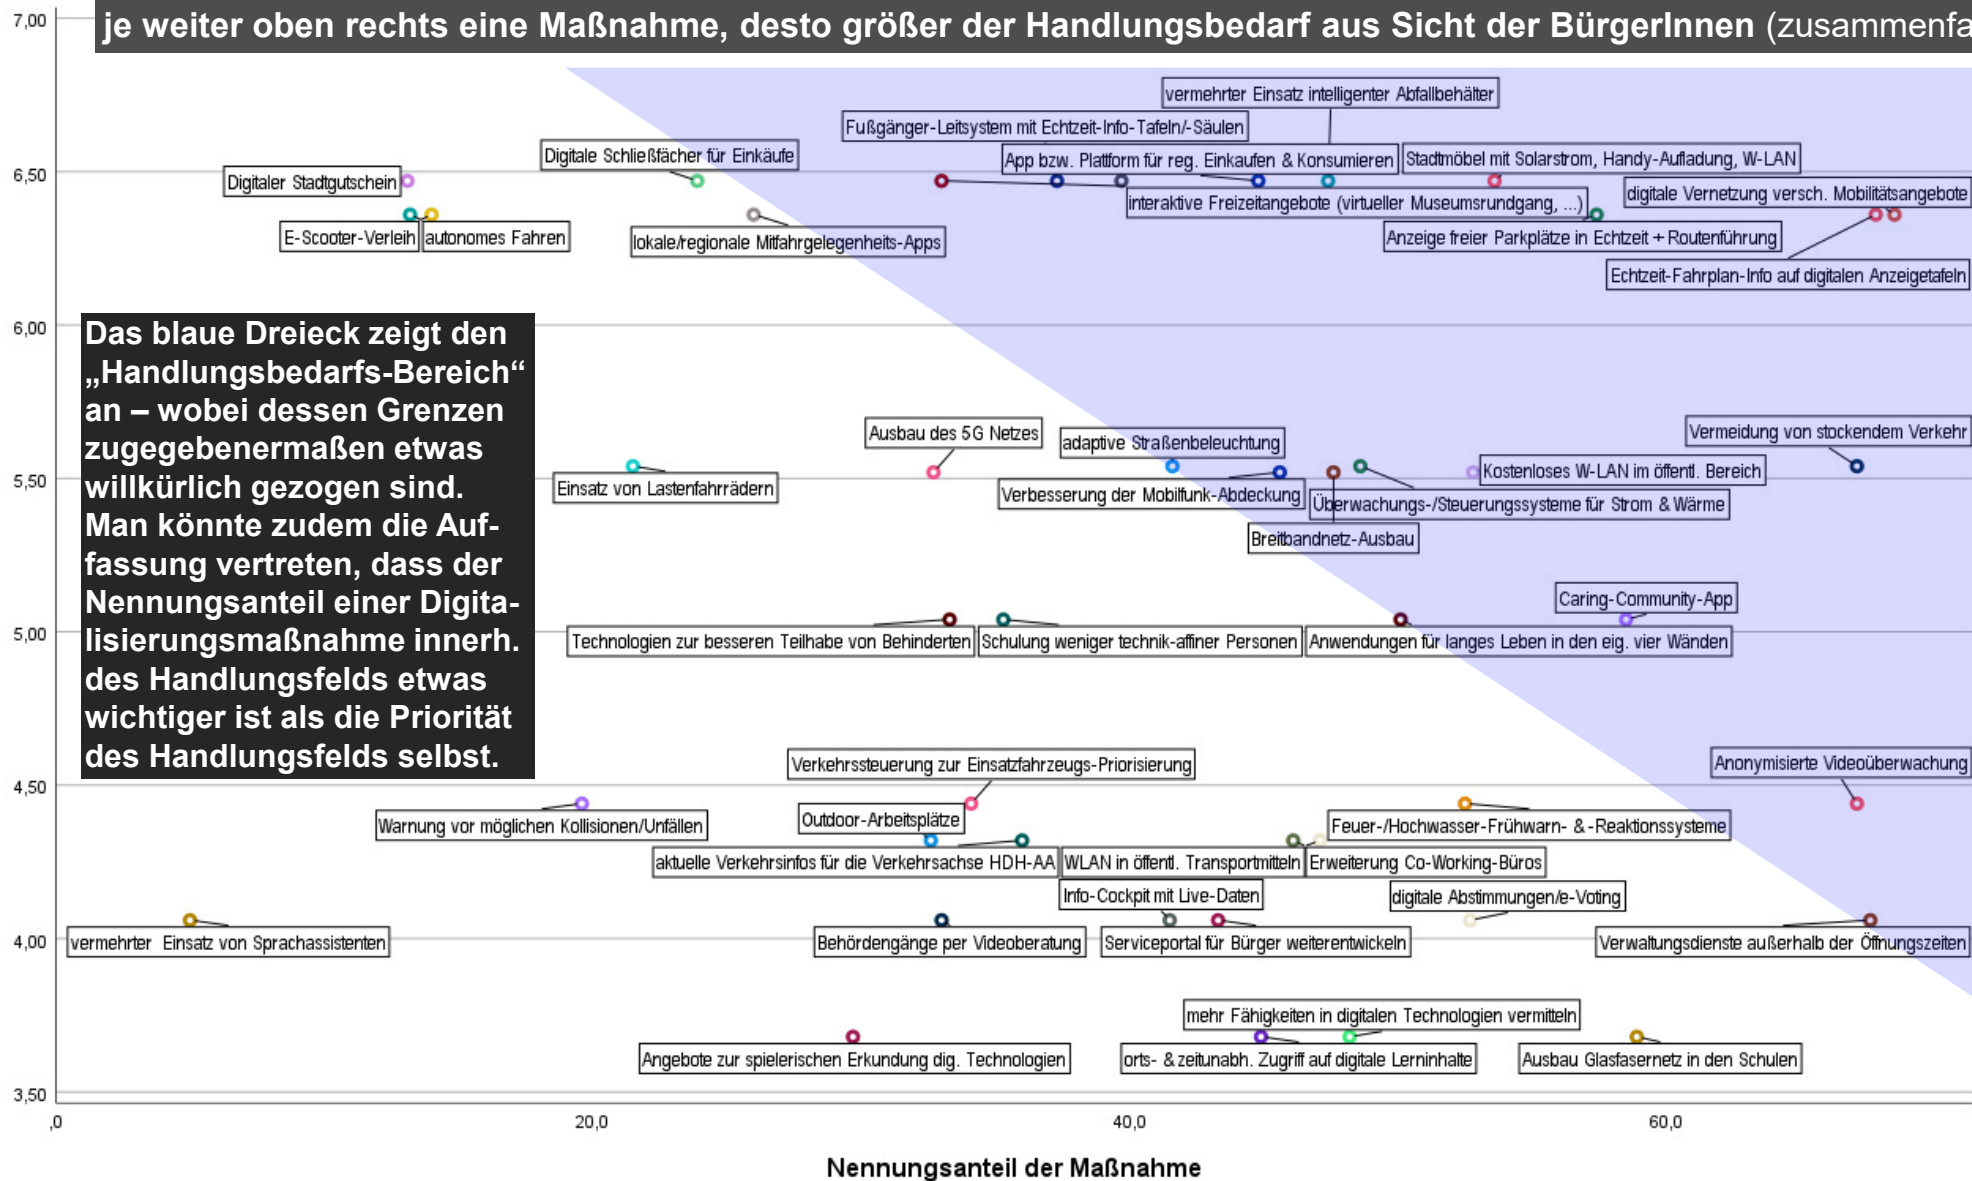 je weiter oben rechts eine Maßnahme, desto größer der Handlungsbedarf aus Sicht der BürgerInnen (zusammenfa
7,00
vermehrter Einsatz intelligenter Abfallbehälter
Fußgänger-Leitsystem mit Echtzeit-Info-Tafeln/-Säulen
Digitale Schließfächer für Einkäufe
App bzw. Plattform für reg. Einkaufen & Konsumieren
Stadtmöbel mit Solarstrom, Handy-Aufladung, W-LAN
6,50
Digitaler Stadtgutschein
interaktive Freizeitangebote (virtueller Museumsrundgang, ...)
digitale Vernetzung versch. Mobilitätsangebote
E-Scooter-Verleih
autonomes Fahren
lokale/regionale Mitfahrgelegenheits-Apps
Anzeige freier Parkplätze in Echtzeit + Routenführung
Echtzeit-Fahrplan-Info auf digitalen Anzeigetafeln
6,00
Das blaue Dreieck zeigt den
„Handlungsbedarfs-Bereich“
an – wobei dessen Grenzen
zugegebenermaßen etwas
willkürlich gezogen sind.
Man könnte zudem die Auf-
fassung vertreten, dass der
Nennungsanteil einer Digita-
lisierungsmaßnahme innerh.
des Handlungsfelds etwas
wichtiger ist als die Priorität
des Handlungsfelds selbst.
Ausbau des 5G Netzes
adaptive Straßenbeleuchtung
Vermeidung von stockendem Verkehr
5,50
Einsatz von Lastenfahrrädern
Verbesserung der Mobilfunk-Abdeckung
Kostenloses W-LAN im öffentl. Bereich
Überwachungs-/Steuerungssysteme für Strom & Wärme
Breitbandnetz-Ausbau
Caring-Community-App
5,00
Technologien zur besseren Teilhabe von Behinderten
Schulung weniger technik-affiner Personen
Anwendungen für langes Leben in den eig. vier Wänden
Verkehrssteuerung zur Einsatzfahrzeugs-Priorisierung
Anonymisierte Videoüberwachung
4,50
Warnung vor möglichen Kollisionen/Unfällen
Outdoor-Arbeitsplätze
Feuer-/Hochwasser-Frühwarn- & -Reaktionssysteme
aktuelle Verkehrsinfos für die Verkehrsachse HDH-AA
WLAN in öffentl. Transportmitteln
Erweiterung Co-Working-Büros
Info-Cockpit mit Live-Daten
digitale Abstimmungen/e-Voting
4,00
vermehrter Einsatz von Sprachassistenten
Behördengänge per Videoberatung
Serviceportal für Bürger weiterentwickeln
Verwaltungsdienste außerhalb der Öffnungszeiten
mehr Fähigkeiten in digitalen Technologien vermitteln
Angebote zur spielerischen Erkundung dig. Technologien
orts- & zeitunabh. Zugriff auf digitale Lerninhalte
Ausbau Glasfasernetz in den Schulen
3,50
,0
20,0
40,0
60,0
Nennungsanteil der Maßnahme